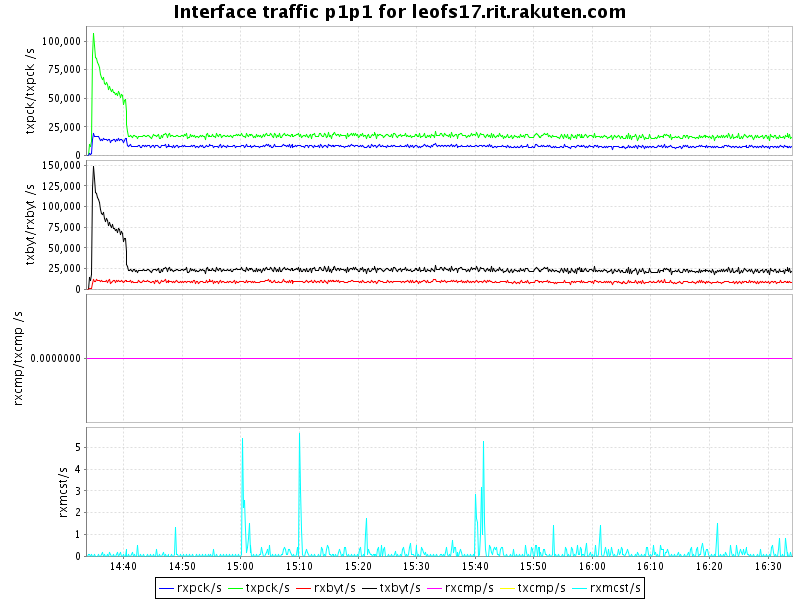 Interface traffic p1p1 for leofs17.rit.rakuten.com
txpck/txpck /s
100,000
75,000
50,000
25,000
0
txbyt/rxbyt /s
150,000
125,000
100,000
75,000
50,000
25,000
0
rxcmp/txcmp /s
0.0000000
rxmcst/s
5
4
3
2
1
0
14:40 14:50 15:00 15:10 15:20 15:30 15:40 15:50 16:00 16:10 16:20 16:30
rxpck/s txpck/s rxbyt/s txbyt/s rxcmp/s txcmp/s rxmcst/s